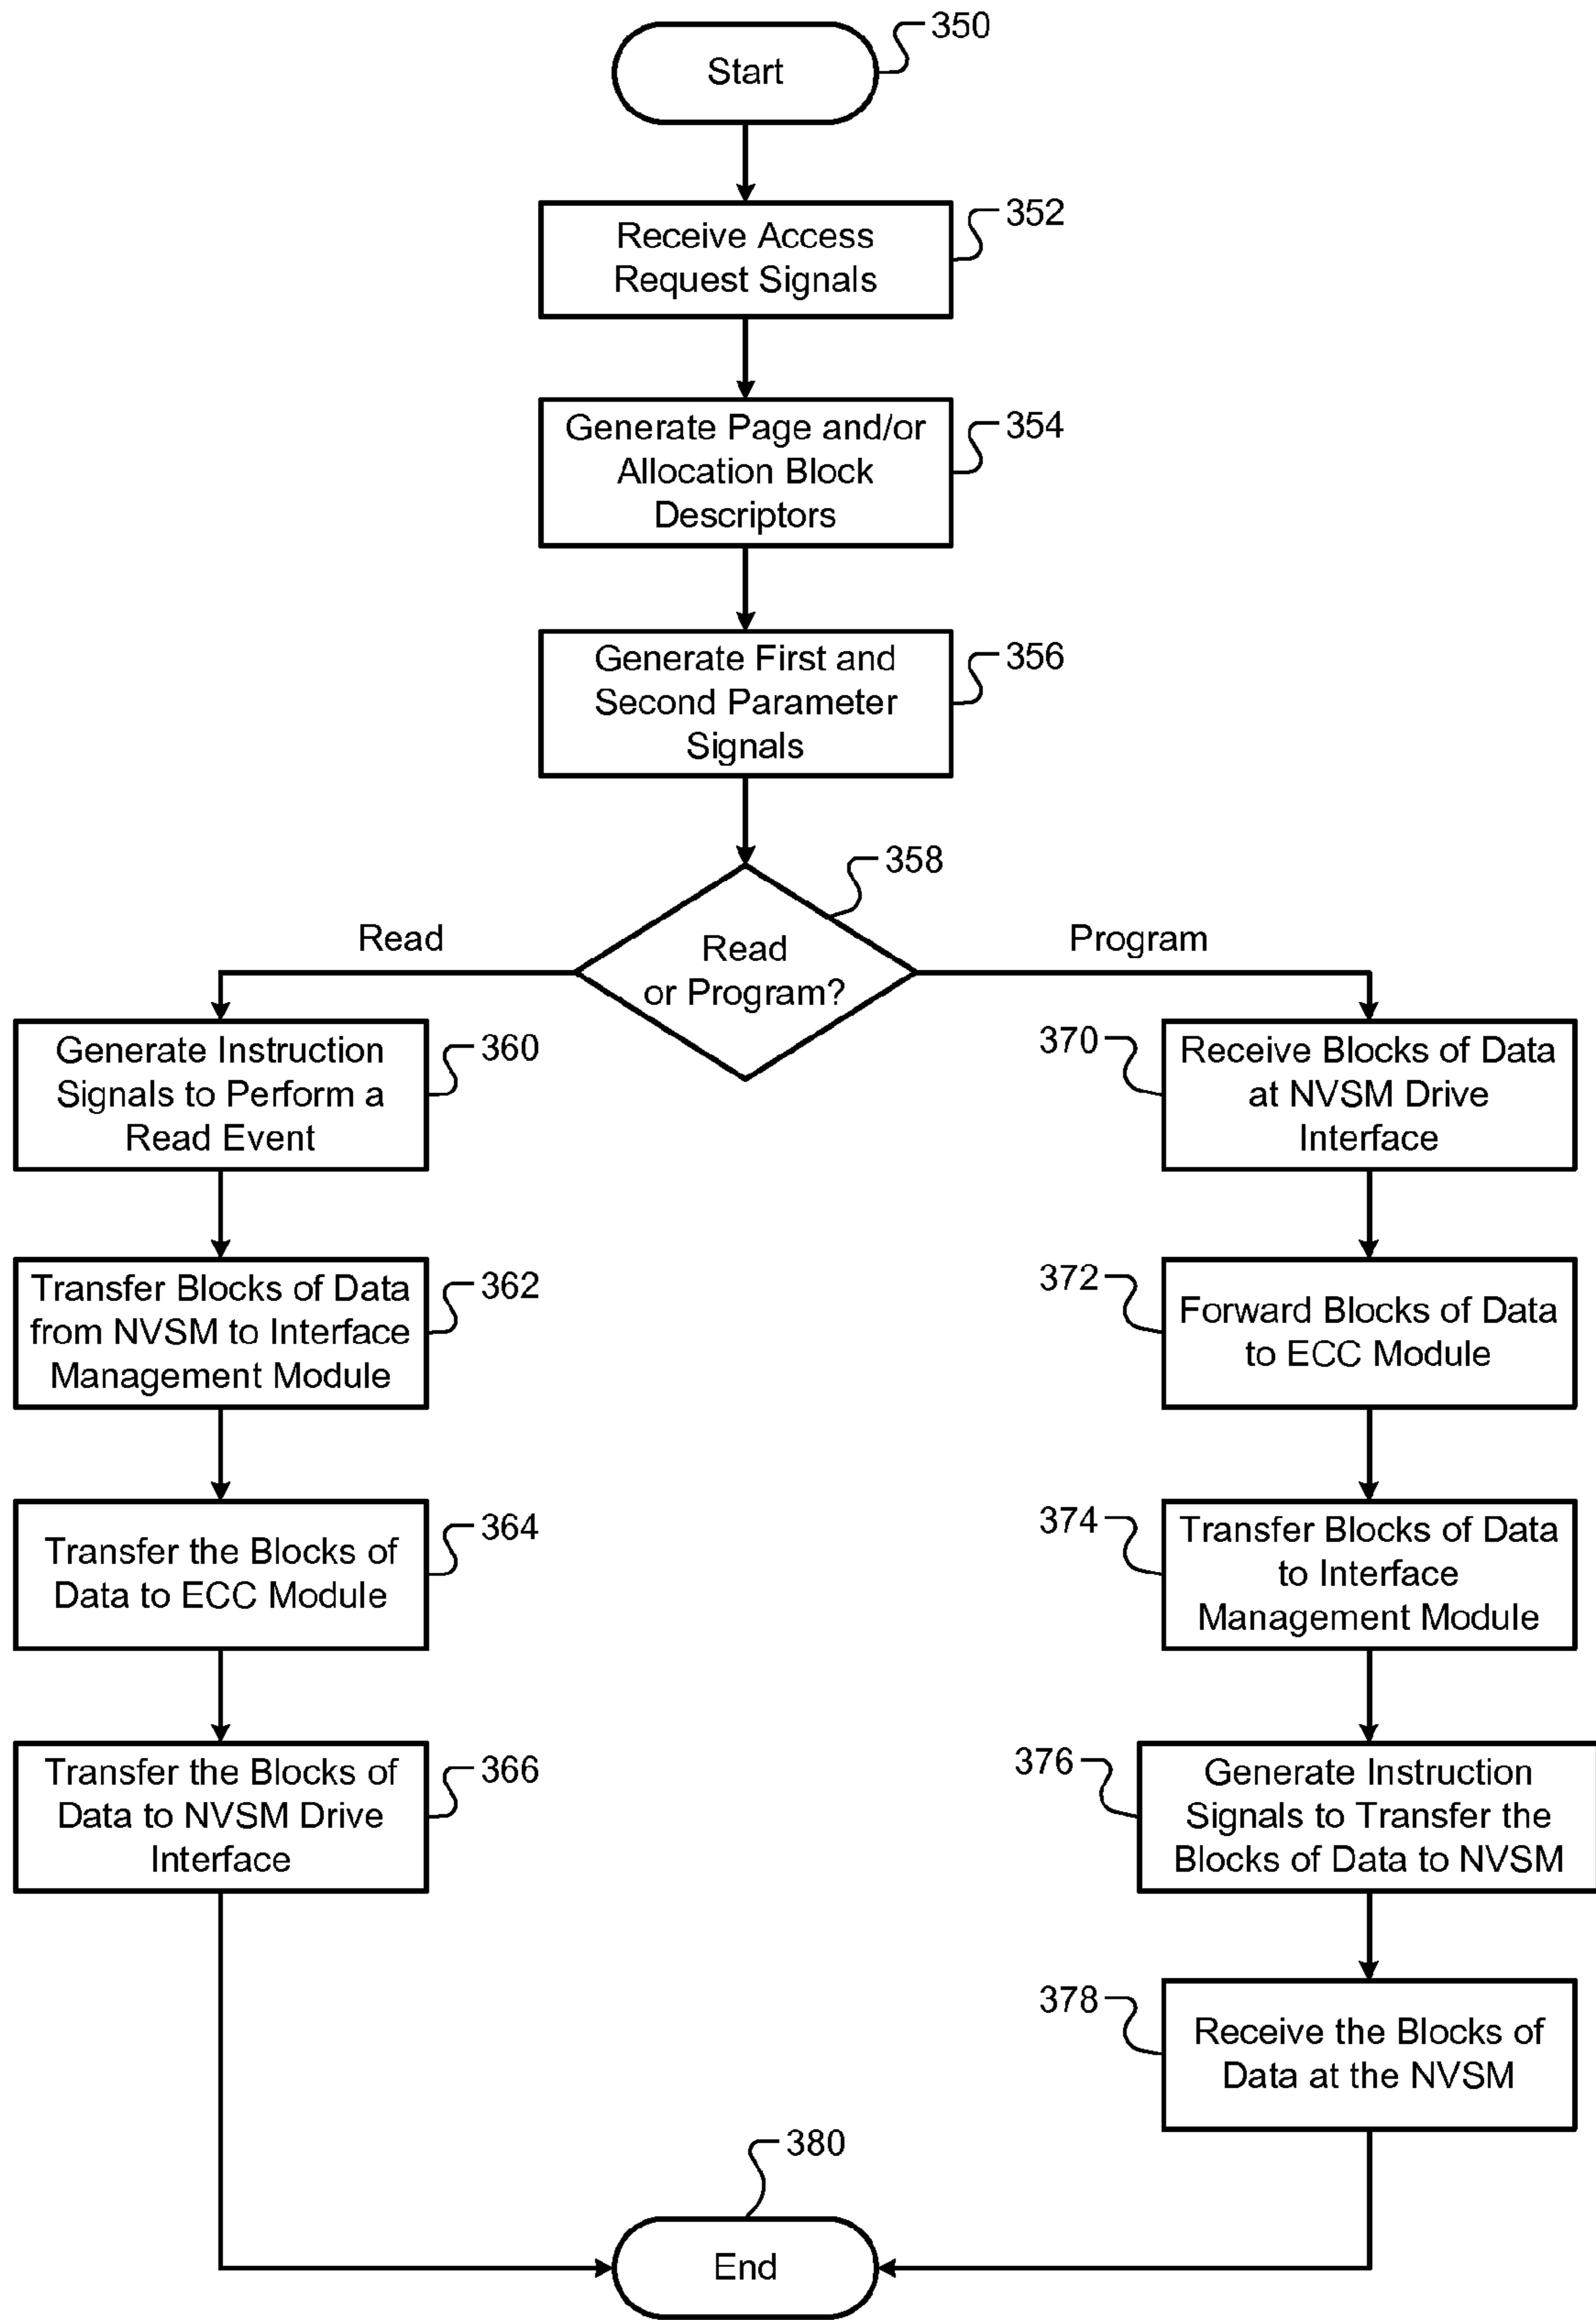 Start
350
Receive Access
Request Signals
352
Generate Page and/or
Allocation Block
Descriptors
354
Generate First and
Second Parameter
Signals
356
358
Read
or Program?
Read
Program
Generate Instruction
Signals to Perform a
Read Event
360
Transfer Blocks of Data
from NVSM to Interface
Management Module
362
Transfer the Blocks of
Data to ECC Module
364
Transfer the Blocks of
Data to NVSM Drive
Interface
366
370
Receive Blocks of Data
at NVSM Drive
Interface
372
Forward Blocks of Data
to ECC Module
374
Transfer Blocks of Data
to Interface
Management Module
376
Generate Instruction
Signals to Transfer the
Blocks of Data to NVSM
378
Receive the Blocks of
Data at the NVSM
380
End